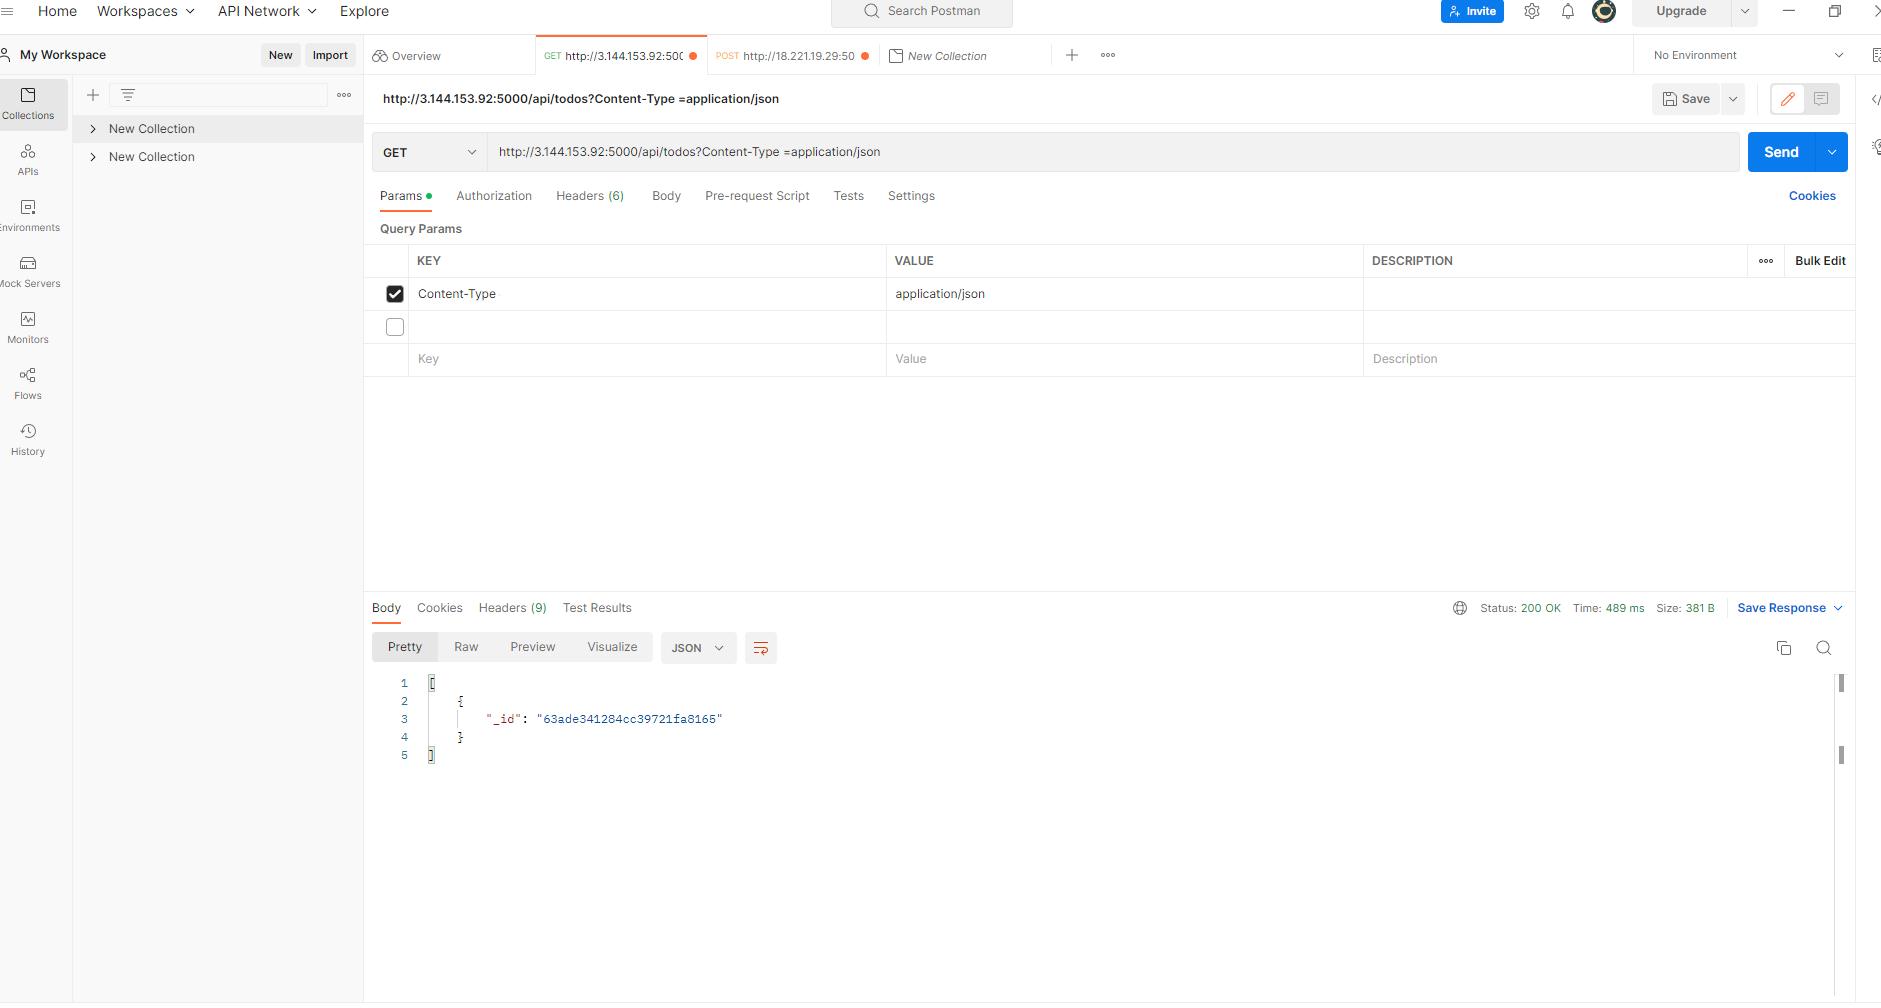 Home Workspaces API Network Explore Search Postman Invite Upgrade
My Workspace New Import Overview GET http://3.144.153.92:500 POST http://18.221.19.29:50 New Collection No Environment
Collections
APIs
Environments
Mock Servers
Monitors
Flows
History
New Collection
New Collection
http://3.144.153.92:5000/api/todos?Content-Type =application/json Save
GET http://3.144.153.92:5000/api/todos?Content-Type =application/json Send
Params Authorization Headers (6) Body Pre-request Script Tests Settings Cookies
Query Params
KEY VALUE DESCRIPTION Bulk Edit
Content-Type application/json
Key Value Description
Body Cookies Headers (9) Test Results Status: 200 OK Time: 489 ms Size: 381 B Save Response
Pretty Raw Preview Visualize JSON
1 [
2 {
3 "_id": "63ade341284cc39721fa8165"
4 }
5 ]